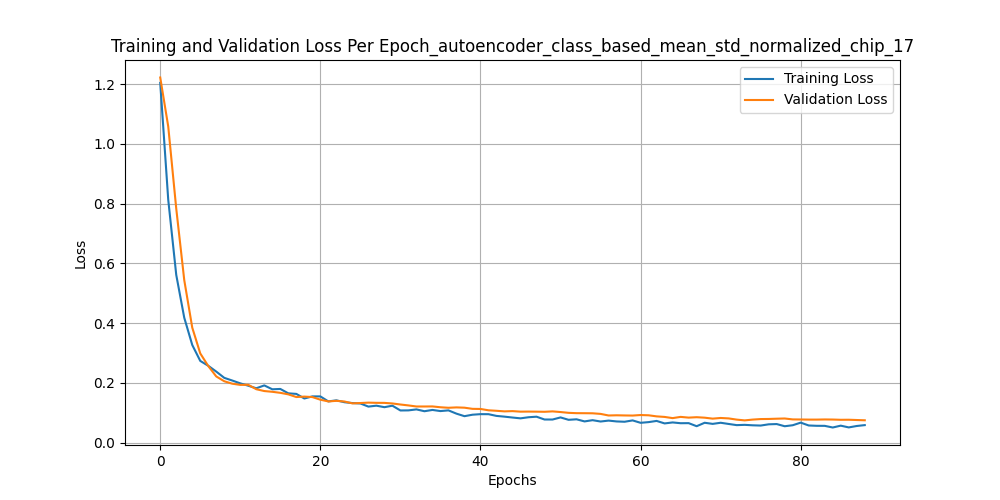 Training and Validation Loss Per Epoch_autoencoder_class_based_mean_std_normalized_chip_17
Training Loss
Validation Loss
1.2
1.0
0.8
0.6
0.4
0.2
0.0
Loss
0 20 40 60 80
Epochs